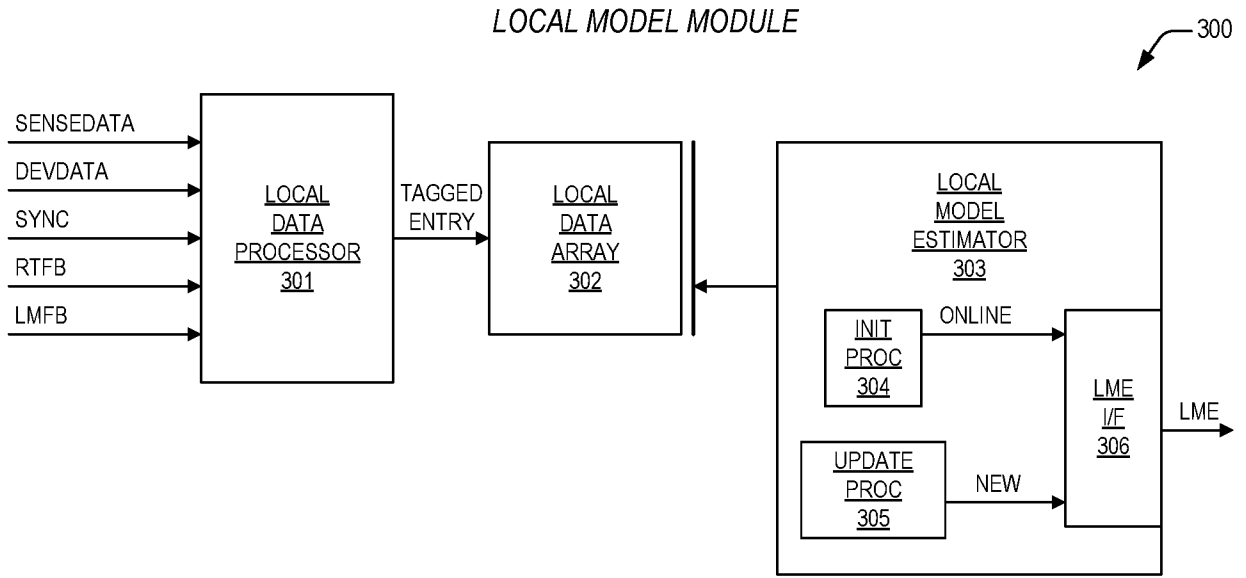 LOCAL MODEL MODULE
300
SENSEDATA
DEVDATA
SYNC
RTFB
LMFB
LOCAL
DATA
PROCESSOR
301
TAGGED
ENTRY
LOCAL
DATA
ARRAY
302
LOCAL
MODEL
ESTIMATOR
303
INIT
PROC
304
ONLINE
UPDATE
PROC
305
NEW
LME
I/F
306
LME